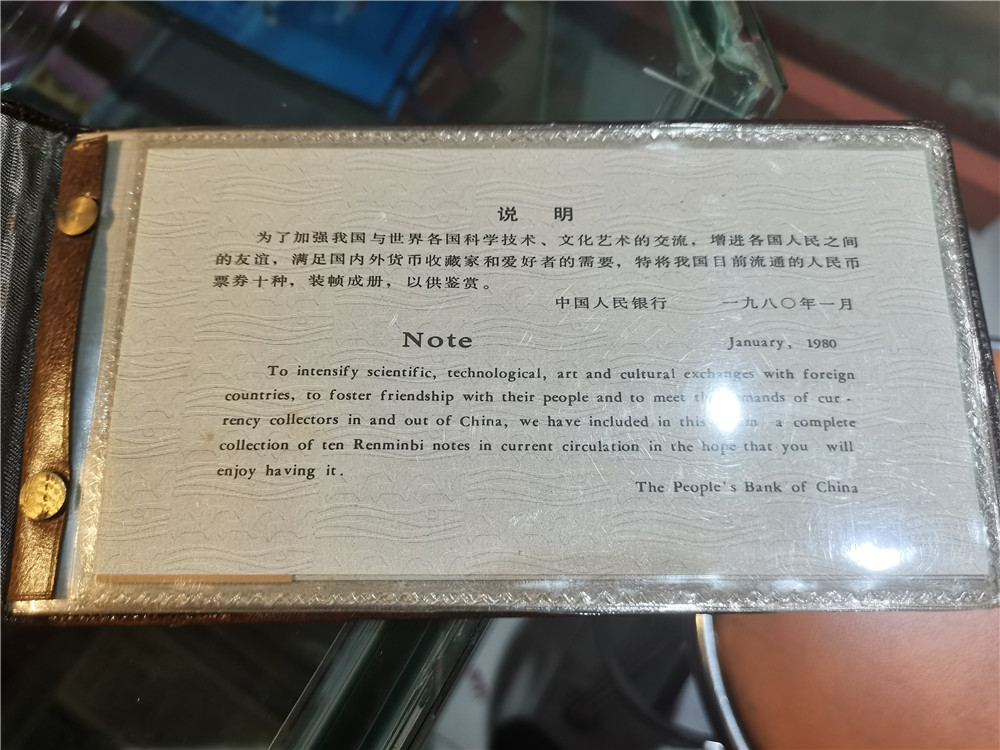 说 明
为了加强我国与世界各国科学技术、文化艺术的交流，增进各国人民之间
的友谊，满足国内外货币收藏家和爱好者的需要，特将我国目前流通的人民币
票券十种，装帧成册，以供鉴赏。
中国人民银行 一九八〇年一月
Note January, 1980
To intensify scientific, technological, art and cultural exchanges with foreign
countries, to foster friendship with their people and to meet the demands of cur-
rency collectors in and out of China, we have included in this a complete
collection of ten Renminbi notes in current circulation in the hope that you will
enjoy having it.
The People's Bank of China